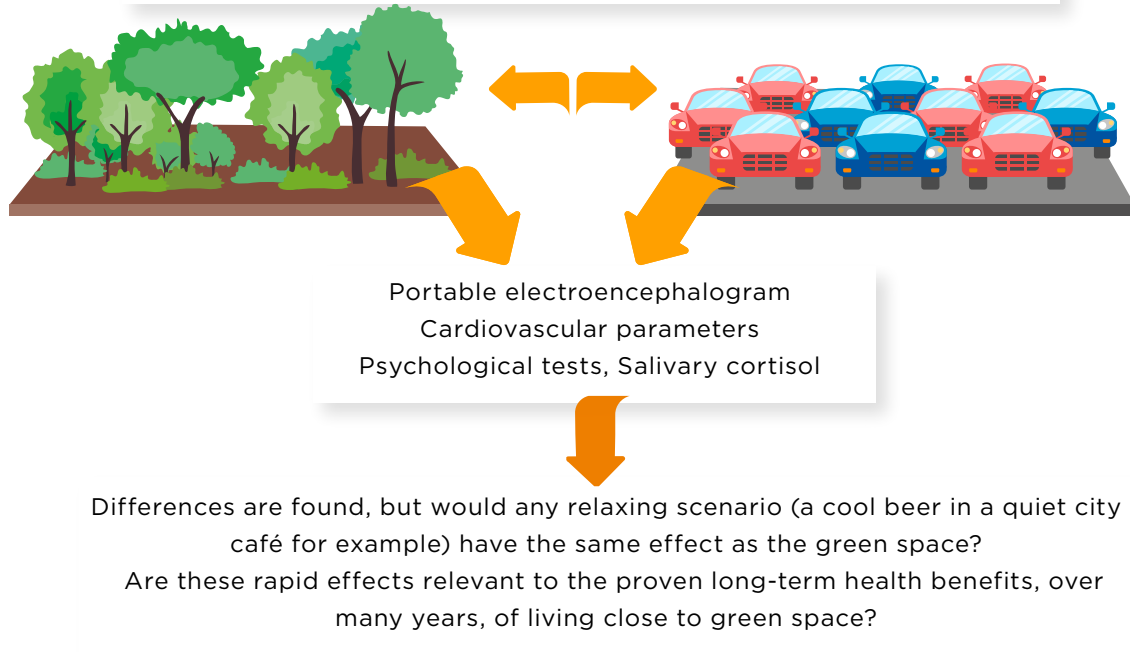 Portable electroencephalogram
Cardiovascular parameters
Psychological tests, Salivary cortisol
Differences are found, but would any relaxing scenario (a cool beer in a quiet city
café for example) have the same effect as the green space?
Are these rapid effects relevant to the proven long-term health benefits, over
many years, of living close to green space?